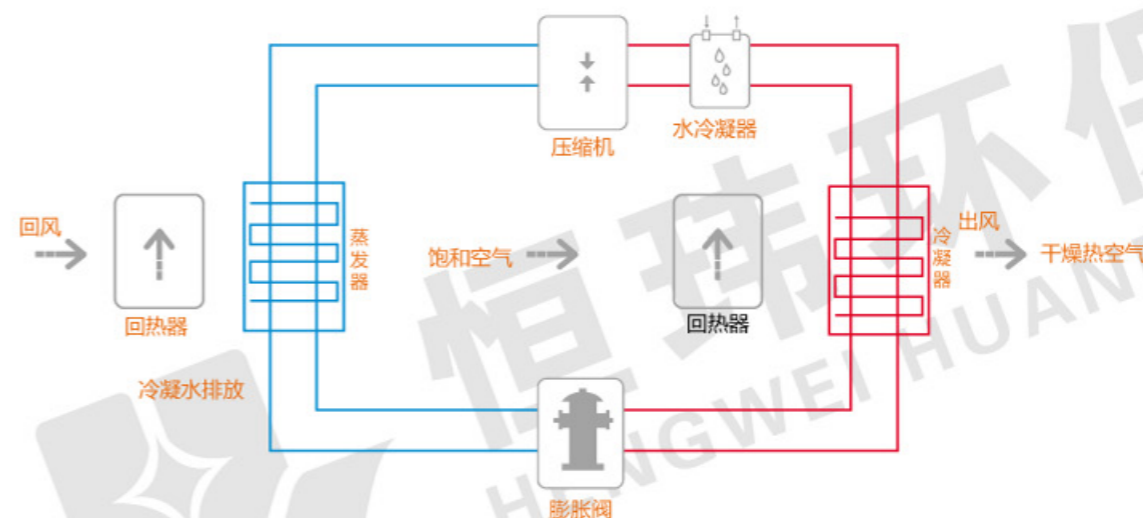 压缩机
水冷凝器
回风
回热器
蒸发器
饱和空气
回热器
冷凝器
出风
干燥热空气
冷凝水排放
膨胀阀
恒玮环保
HENGWEI HUAN